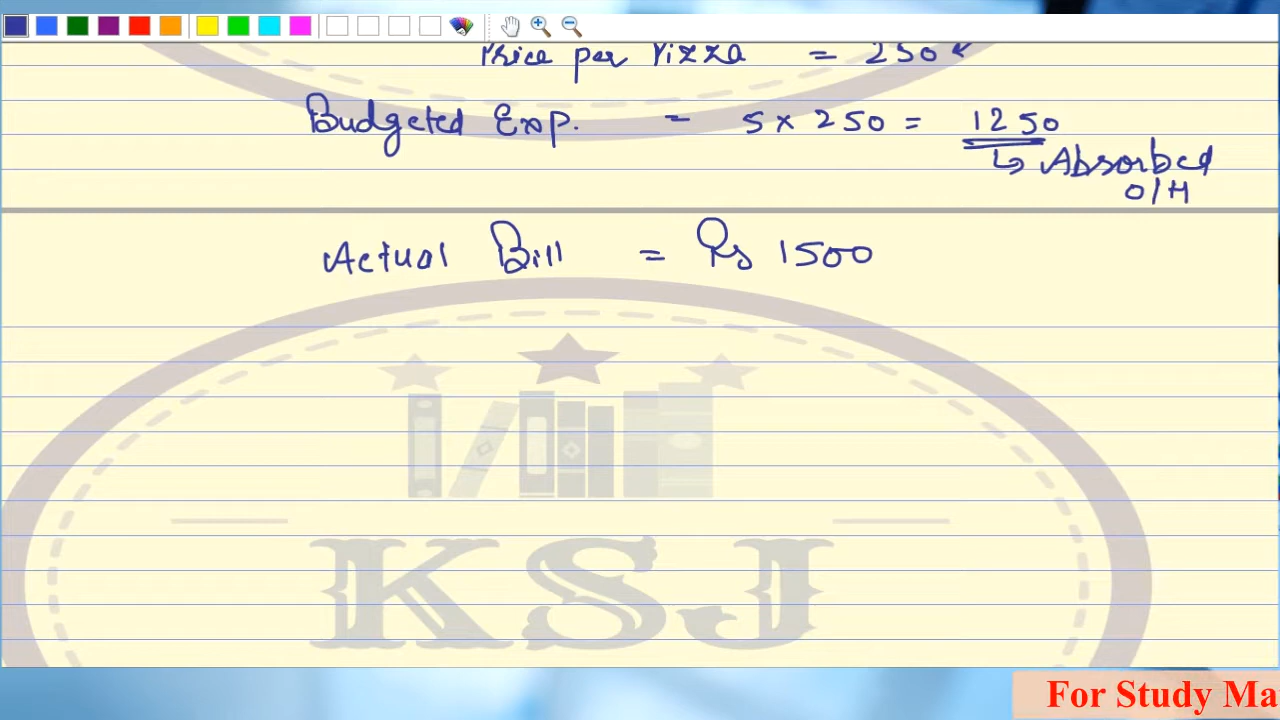 Price per Pizza = 250
Budgeted Exp. = 5 x 250 = 1250
↳ Absorbed
O/H
Actual Bill = Rs 1500
KSJ
For Study Ma